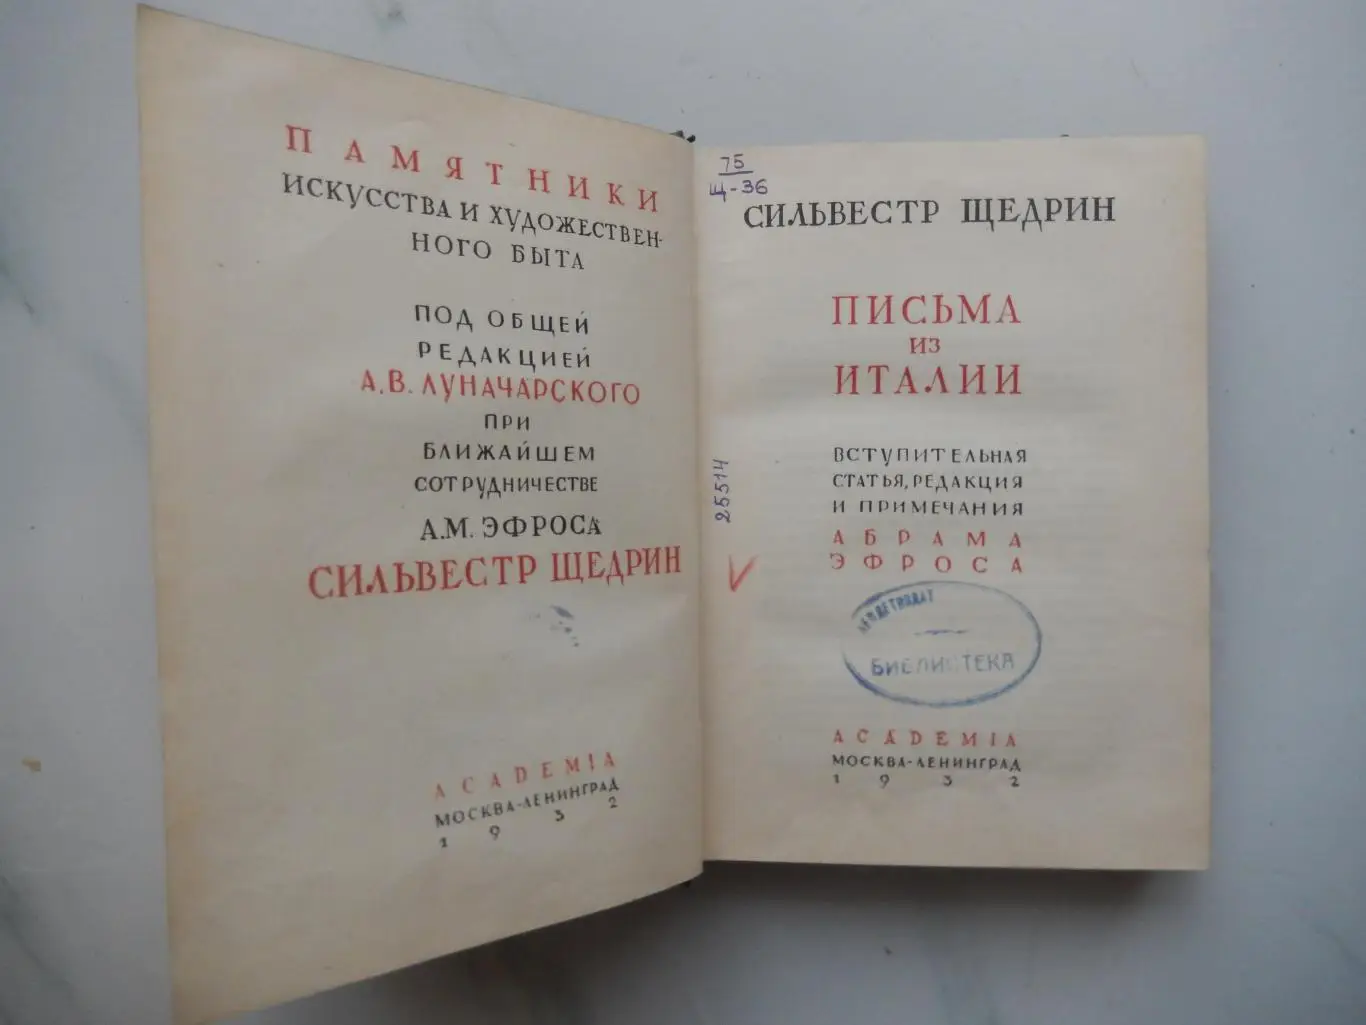 ПАМЯТНИКИ
ИСКУССТВА И ХУДОЖЕСТВЕН-
НОГО БЫТА
ПОД ОБЩЕЙ
РЕДАКЦИЕЙ
А.В. ЛУНАЧАРСКОГО
ПРИ
БЛИЖАЙШЕМ
СОТРУДНИЧЕСТВЕ
А.М. ЭФРОСА
СИЛЬВЕСТР ЩЕДРИН
ACADEMIA
МОСКВА-ЛЕНИНГРАД
1932
75
Щ-36
СИЛЬВЕСТР ЩЕДРИН
ПИСЬМА
ИЗ
ИТАЛИИ
ВСТУПИТЕЛЬНАЯ
СТАТЬЯ, РЕДАКЦИЯ
И ПРИМЕЧАНИЯ
АБРАМА
ЭФРОСА
25514
БИБЛИОТЕКА
ACADEMIA
МОСКВА-ЛЕНИНГРАД
1932